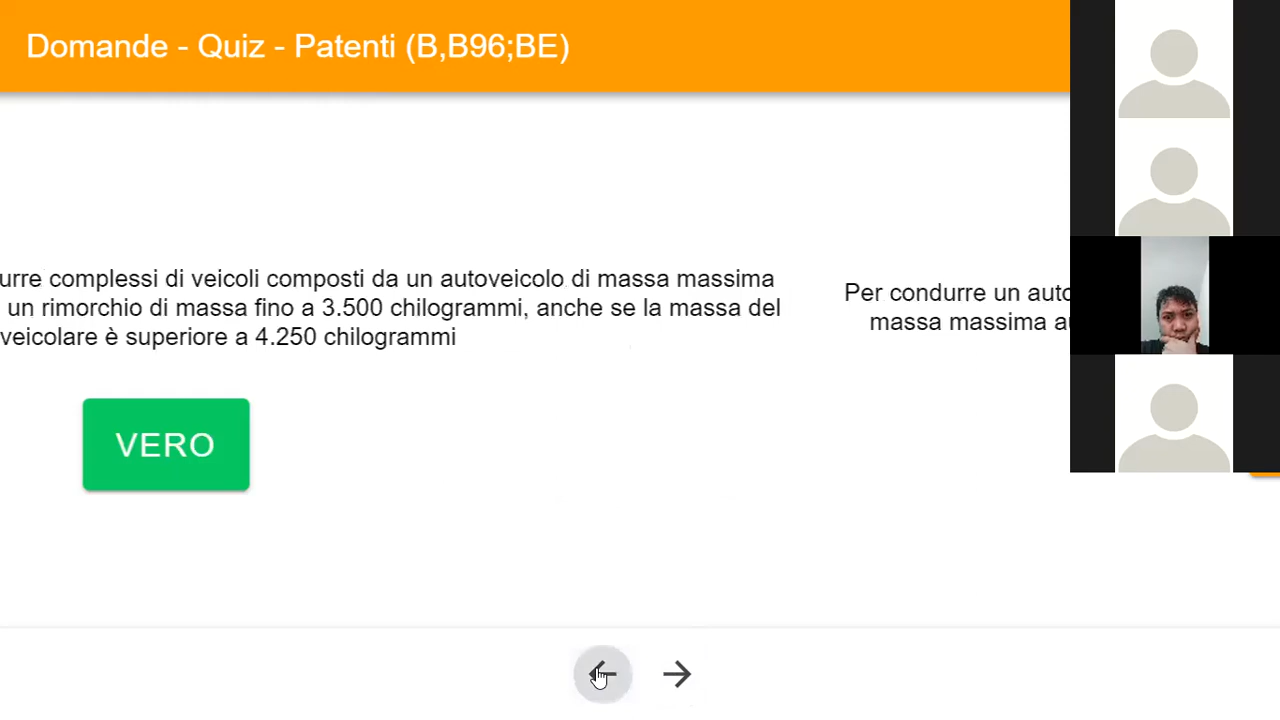 Domande - Quiz - Patenti (B,B96;BE)
urre complessi di veicoli composti da un autoveicolo di massa massima
un rimorchio di massa fino a 3.500 chilogrammi, anche se la massa del
veicolare è superiore a 4.250 chilogrammi
VERO
Per condurre un auto
massa massima au